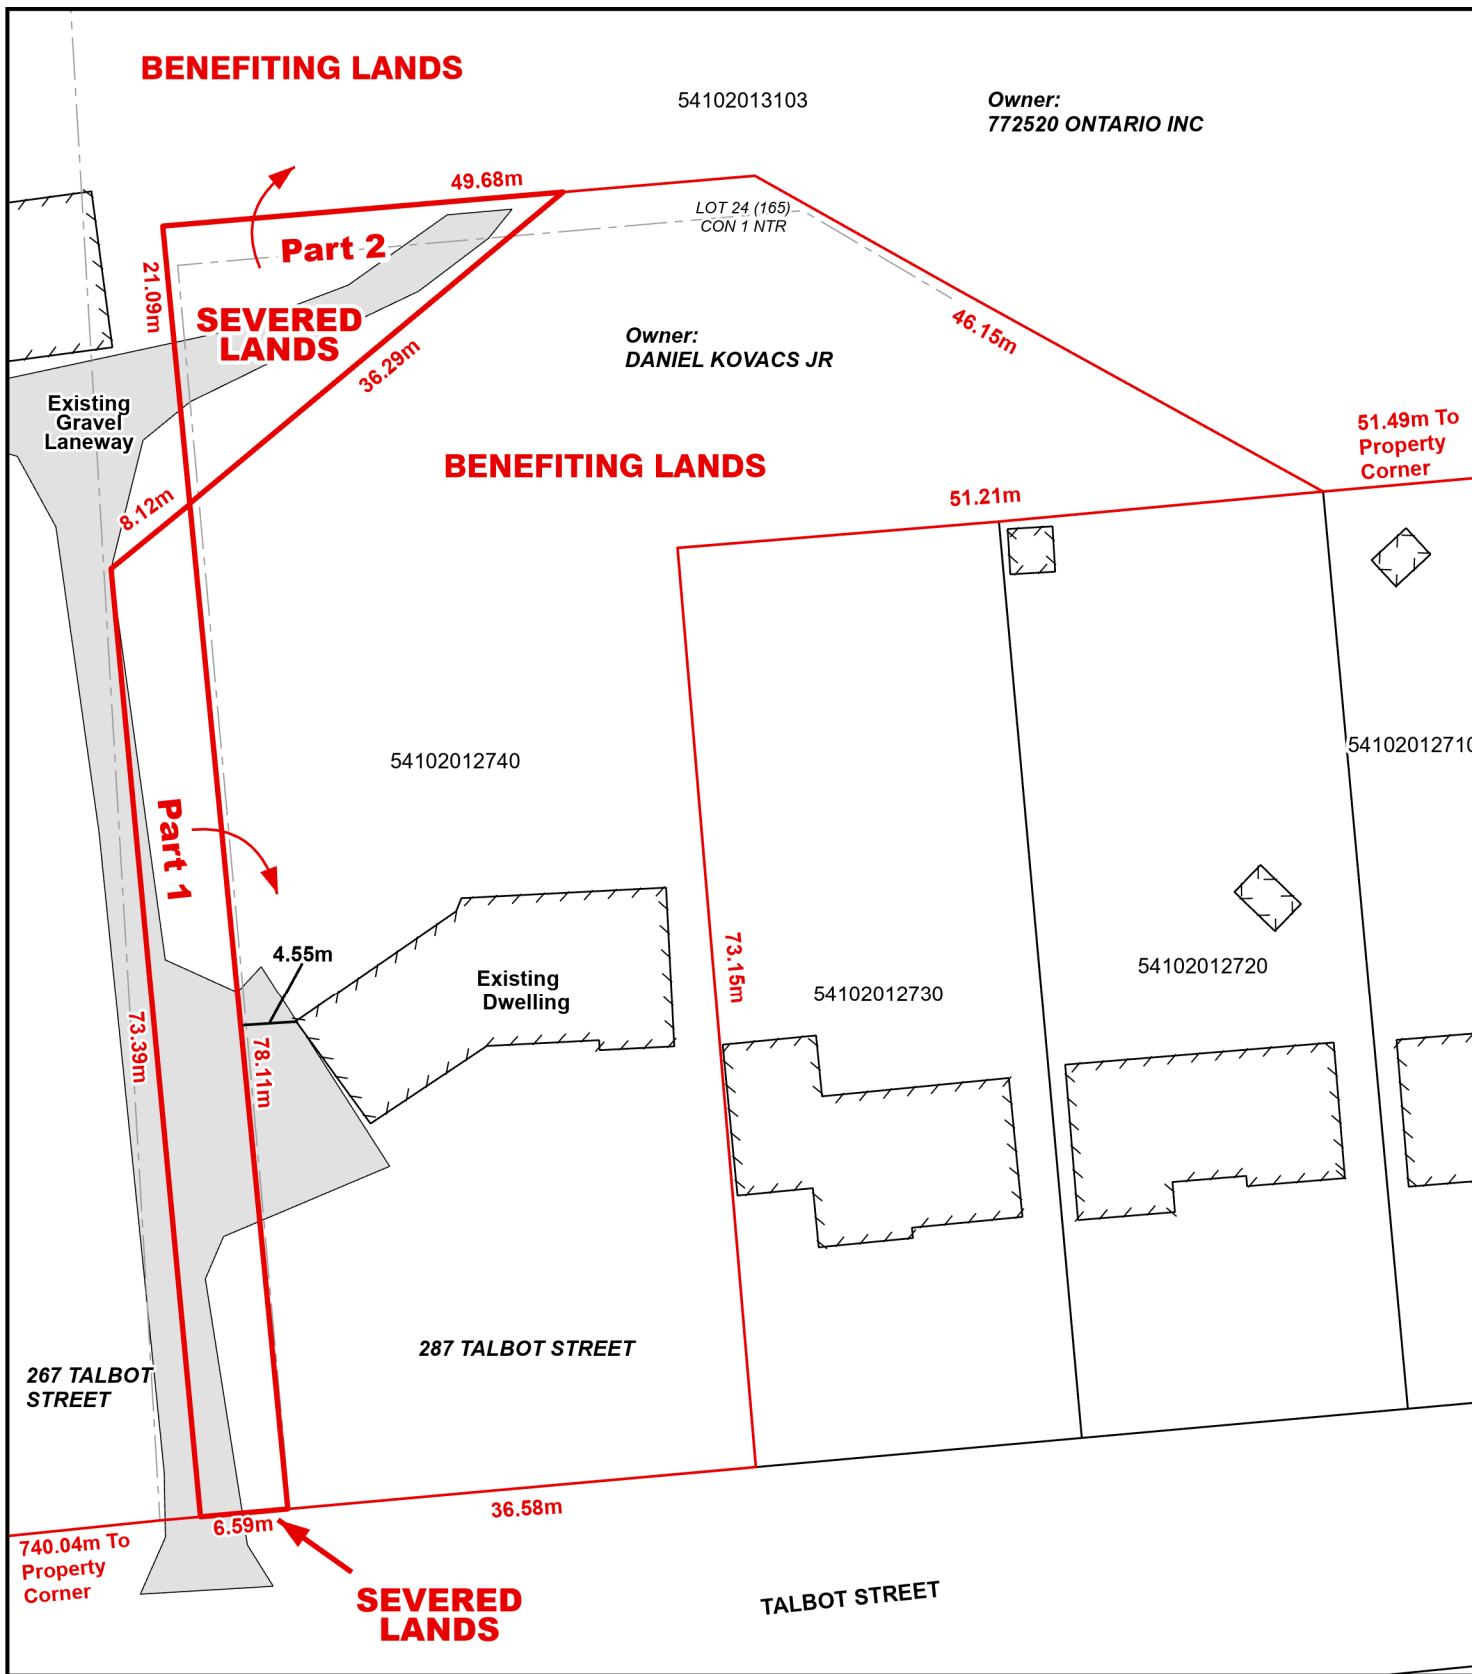 BENEFITING LANDS
54102013103
Owner:
772520 ONTARIO INC
49.68m
LOT 24 (165)
CON 1 NTR
Part 2
21.09m
SEVERED
LANDS
36.29m
Owner:
DANIEL KOVACS JR
46.15m
Existing
Gravel
Laneway
BENEFITING LANDS
51.49m To
Property
Corner
8.12m
51.21m
54102012740
54102012710
Part 1
4.55m
Existing
Dwelling
73.15m
54102012730
54102012720
73.39m
78.11m
287 TALBOT STREET
267 TALBOT
STREET
36.58m
6.59m
740.04m To
Property
Corner
SEVERED
LANDS
TALBOT STREET